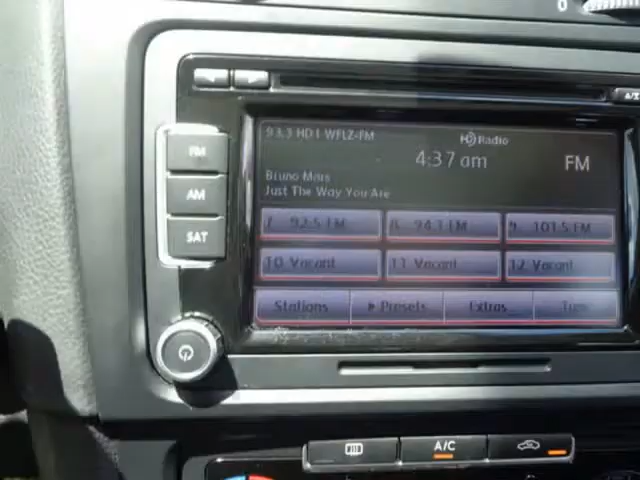 0
A/Z
93.3 HD1 WFLZ-FM
HD Radio
4:37 am
FM
Bruno Mars
Just The Way You Are
FM
AM
SAT
7 92.5 FM
8 94.1 FM
9 101.5 FM
10 Vacant
11 Vacant
12 Vacant
Stations
Presets
Extras
Tune
A/C